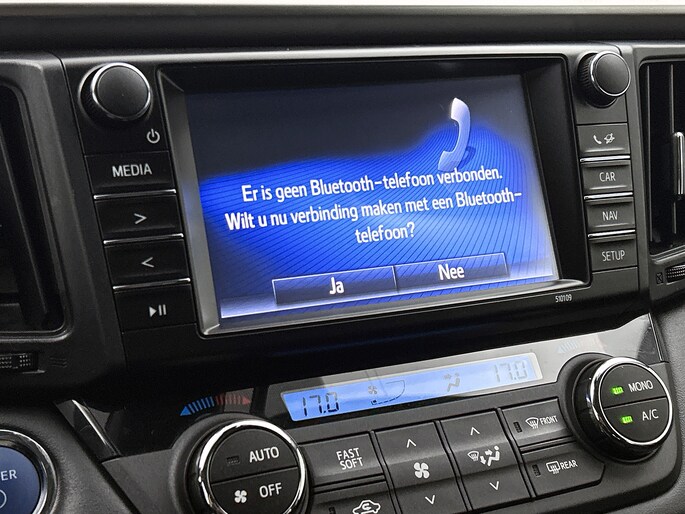 MEDIA
>
<
Er is geen Bluetooth-telefoon verbonden.
Wilt u nu verbinding maken met een Bluetooth-
telefoon?
Ja
Nee
CAR
NAV
SETUP
510109
17.0
17.0
AUTO
OFF
FAST
SOFT
FRONT
REAR
MONO
A/C